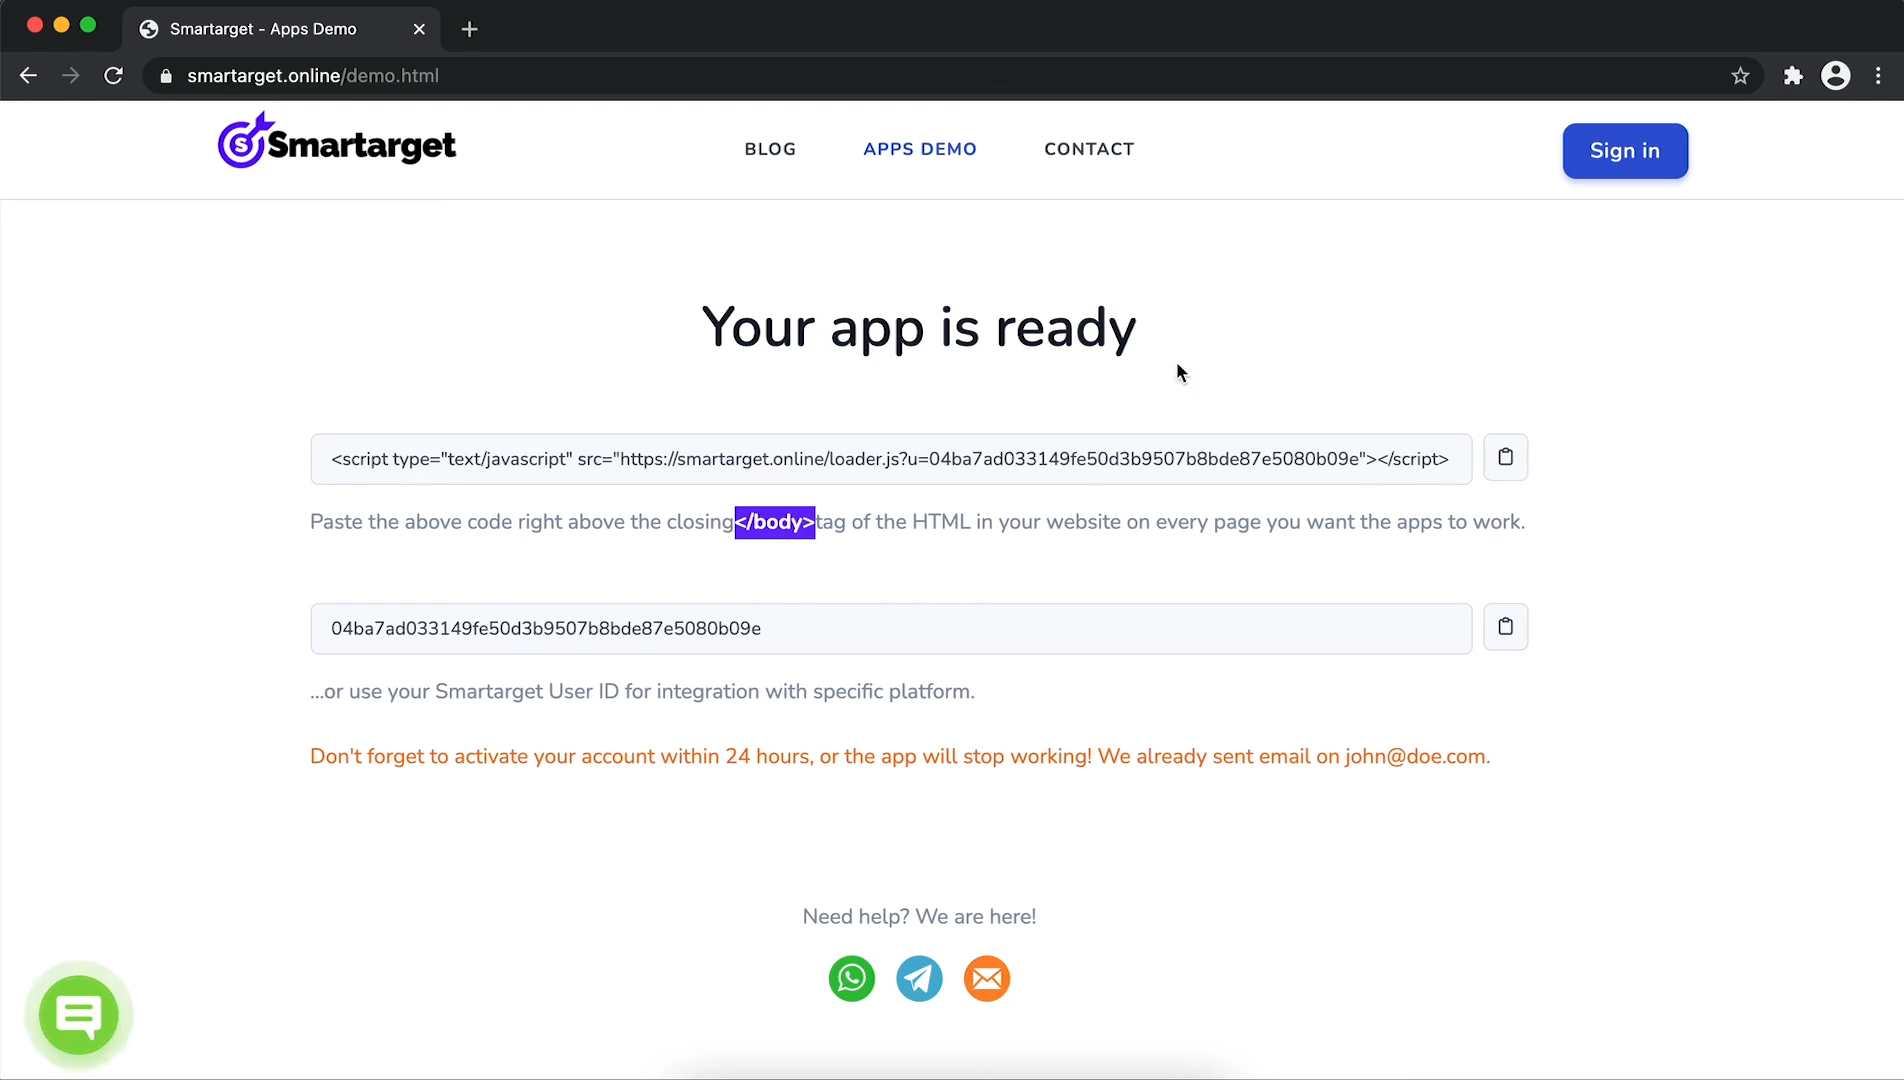 Smartarget - Apps Demo
smartarget.online/demo.html
Smartarget
BLOG
APPS DEMO
CONTACT
Sign in
Your app is ready
<script type="text/javascript" src="https://smartarget.online/loader.js?u=04ba7ad033149fe50d3b9507b8bde87e5080b09e"></script>
Paste the above code right above the closing</body>tag of the HTML in your website on every page you want the apps to work.
04ba7ad033149fe50d3b9507b8bde87e5080b09e
...or use your Smartarget User ID for integration with specific platform.
Don't forget to activate your account within 24 hours, or the app will stop working! We already sent email on john@doe.com.
Need help? We are here!